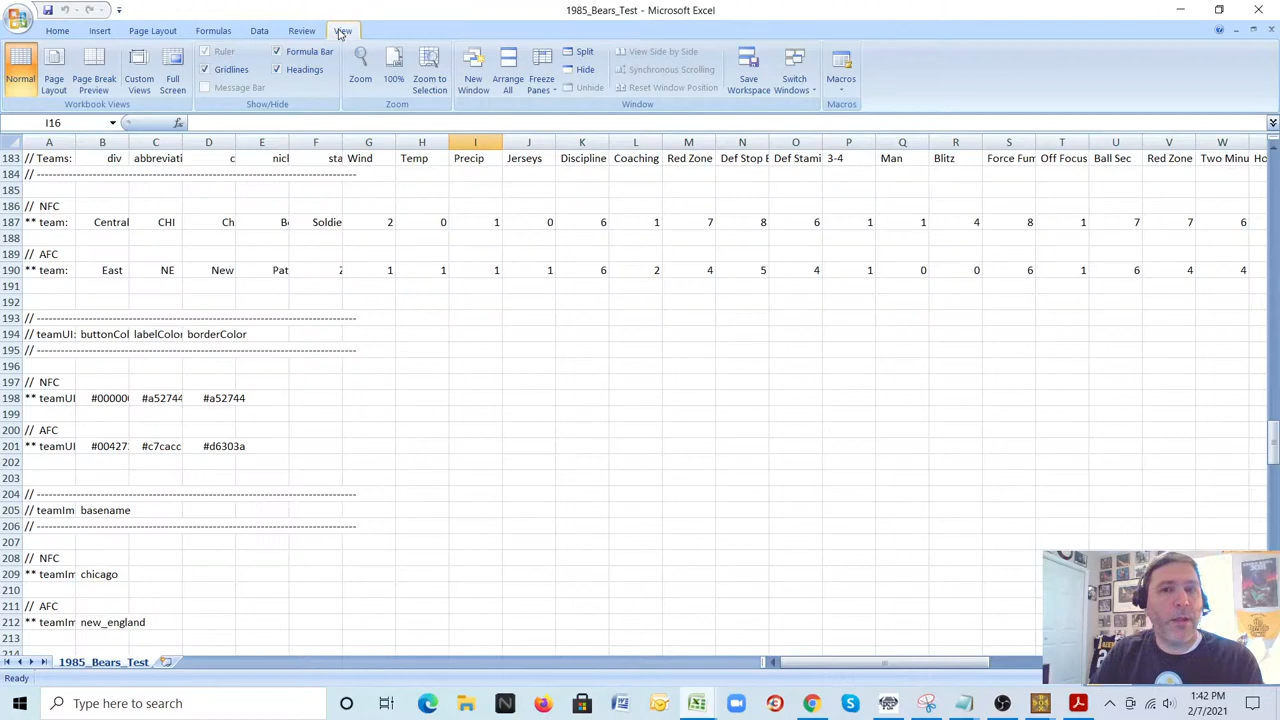 1985_Bears_Test - Microsoft Excel
Home Insert Page Layout Formulas Data Review View
Ruler Formula Bar Split View Side by Side
Gridlines Headings Hide Synchronous Scrolling
Message Bar Unhide Reset Window Position
Normal Page Layout Page Break Preview Custom Views Full Screen Zoom 100% Zoom to Selection New Window Arrange All Freeze Panes Save Workspace Switch Windows Macros
Workbook Views Show/Hide Zoom Window Macros
I16 fx
A B C D E F G H I J K L M N O P Q R S T U V W
183 // Teams: div abbreviati c nicl sta Wind Temp Precip Jerseys Discipline Coaching Red Zone Def Stop E Def Stami 3-4 Man Blitz Force Fum Off Focus Ball Sec Red Zone Two Minu Ho
184 // --------------------------------------------------------------------------------
185
186 // NFC
187 ** team: Central CHI Ch Be Soldie 2 0 1 0 6 1 7 8 6 1 1 4 8 1 7 7 6
188
189 // AFC
190 ** team: East NE New Pat 1 1 1 1 6 2 4 5 4 1 0 0 6 1 6 4 4
191
192
193 // --------------------------------------------------------------------------------
194 // teamUI: buttonCol labelColor borderColor
195 // --------------------------------------------------------------------------------
196
197 // NFC
198 ** teamUI #00000 #a52744 #a52744
199
200 // AFC
201 ** teamUI #00427 #c7cacc #d6303a
202
203
204 // --------------------------------------------------------------------------------
205 // teamIm basename
206 // --------------------------------------------------------------------------------
207
208 // NFC
209 ** teamIm chicago
210
211 // AFC
212 ** teamIm new_england
213
214
1985_Bears_Test
Ready
Type here to search
1:42 PM
2/7/2021